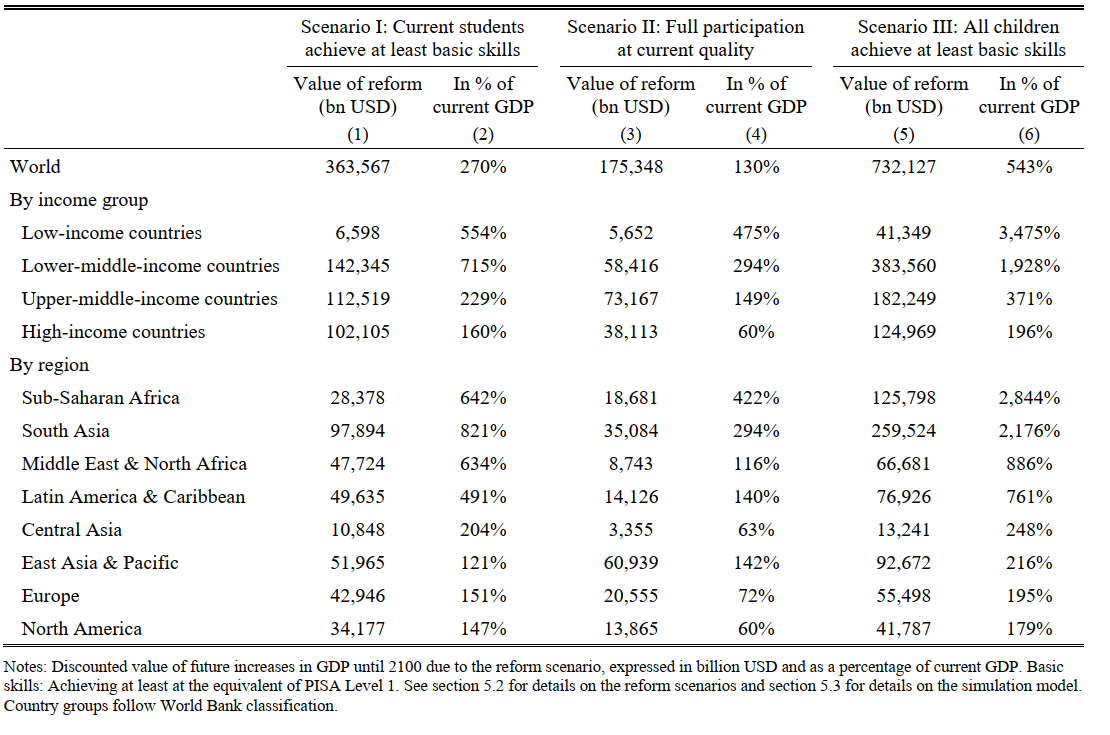 Scenario I: Current students achieve at least basic skills Scenario II: Full participation at current quality Scenario III: All children achieve at least basic skills
Value of reform (bn USD) In % of current GDP Value of reform (bn USD) In % of current GDP Value of reform (bn USD) In % of current GDP
(1) (2) (3) (4) (5) (6)
World 363,567 270% 175,348 130% 732,127 543%
By income group
Low-income countries 6,598 554% 5,652 475% 41,349 3,475%
Lower-middle-income countries 142,345 715% 58,416 294% 383,560 1,928%
Upper-middle-income countries 112,519 229% 73,167 149% 182,249 371%
High-income countries 102,105 160% 38,113 60% 124,969 196%
By region
Sub-Saharan Africa 28,378 642% 18,681 422% 125,798 2,844%
South Asia 97,894 821% 35,084 294% 259,524 2,176%
Middle East & North Africa 47,724 634% 8,743 116% 66,681 886%
Latin America & Caribbean 49,635 491% 14,126 140% 76,926 761%
Central Asia 10,848 204% 3,355 63% 13,241 248%
East Asia & Pacific 51,965 121% 60,939 142% 92,672 216%
Europe 42,946 151% 20,555 72% 55,498 195%
North America 34,177 147% 13,865 60% 41,787 179%
Notes: Discounted value of future increases in GDP until 2100 due to the reform scenario, expressed in billion USD and as a percentage of current GDP. Basic
skills: Achieving at least at the equivalent of PISA Level 1. See section 5.2 for details on the reform scenarios and section 5.3 for details on the simulation model.
Country groups follow World Bank classification.